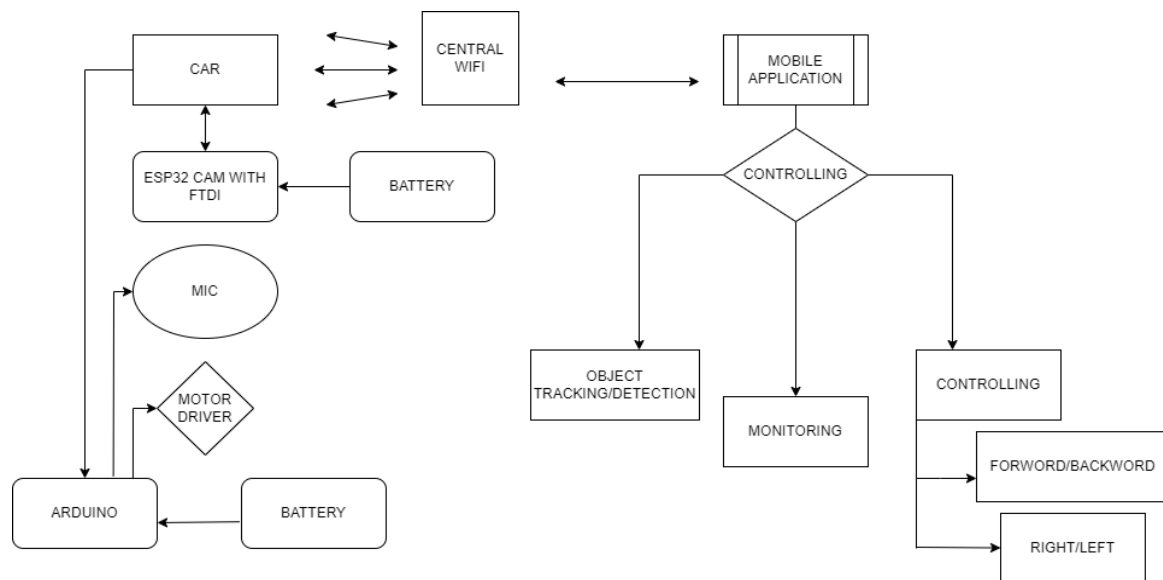 CAR
CENTRAL
WIFI
MOBILE
APPLICATION
ESP32 CAM WITH
FTDI
BATTERY
CONTROLLING
MIC
OBJECT
TRACKING/DETECTION
CONTROLLING
MOTOR
DRIVER
MONITORING
FORWORD/BACKWORD
ARDUINO
BATTERY
RIGHT/LEFT